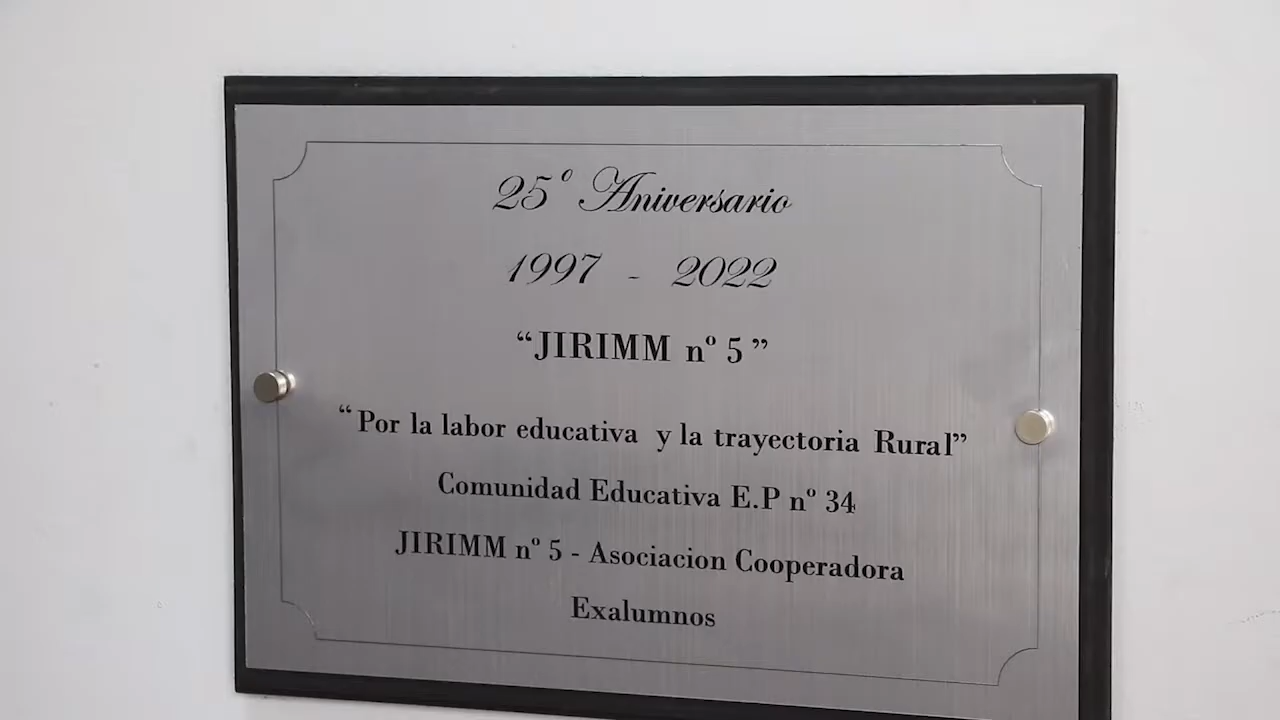 25º Aniversario
1997 - 2022
“JIRIMM nº 5”
“Por la labor educativa y la trayectoria Rural”
Comunidad Educativa E.P nº 34
JIRIMM nº 5 - Asociacion Cooperadora
Exalumnos